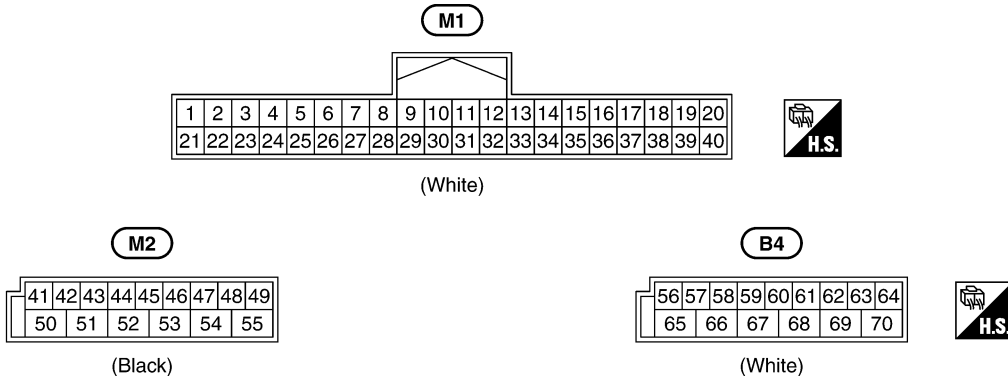 M1
1 2 3 4 5 6 7 8 9 10 11 12 13 14 15 16 17 18 19 20
21 22 23 24 25 26 27 28 29 30 31 32 33 34 35 36 37 38 39 40
H.S.
(White)
M2
41 42 43 44 45 46 47 48 49
50 51 52 53 54 55
(Black)
B4
56 57 58 59 60 61 62 63 64
65 66 67 68 69 70
H.S.
(White)